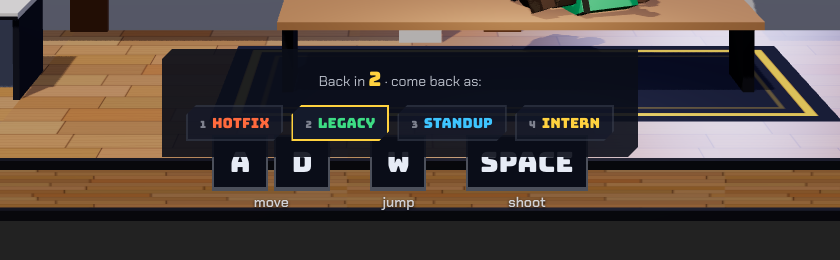 Back in 2 · come back as:
1 HOTFIX 2 LEGACY 3 STANDUP 4 INTERN
A D W SPACE
move jump shoot